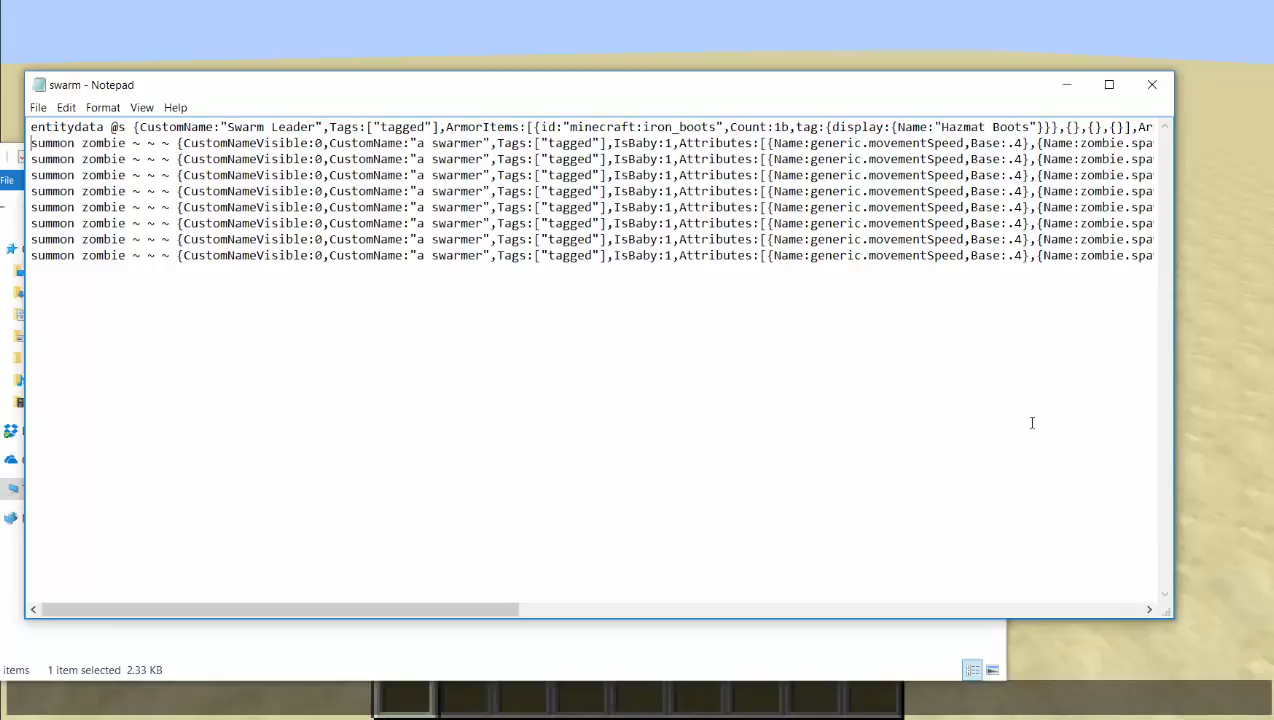 swarm - Notepad
File Edit Format View Help
entitydata @s {CustomName:"Swarm Leader",Tags:["tagged"],ArmorItems:[{id:"minecraft:iron_boots",Count:1b,tag:{display:{Name:"Hazmat Boots"}}},{},{},{}],Ar
summon zombie ~ ~ ~ {CustomNameVisible:0,CustomName:"a swarmer",Tags:["tagged"],IsBaby:1,Attributes:[{Name:generic.movementSpeed,Base:.4},{Name:zombie.spa
summon zombie ~ ~ ~ {CustomNameVisible:0,CustomName:"a swarmer",Tags:["tagged"],IsBaby:1,Attributes:[{Name:generic.movementSpeed,Base:.4},{Name:zombie.spa
summon zombie ~ ~ ~ {CustomNameVisible:0,CustomName:"a swarmer",Tags:["tagged"],IsBaby:1,Attributes:[{Name:generic.movementSpeed,Base:.4},{Name:zombie.spa
summon zombie ~ ~ ~ {CustomNameVisible:0,CustomName:"a swarmer",Tags:["tagged"],IsBaby:1,Attributes:[{Name:generic.movementSpeed,Base:.4},{Name:zombie.spa
summon zombie ~ ~ ~ {CustomNameVisible:0,CustomName:"a swarmer",Tags:["tagged"],IsBaby:1,Attributes:[{Name:generic.movementSpeed,Base:.4},{Name:zombie.spa
summon zombie ~ ~ ~ {CustomNameVisible:0,CustomName:"a swarmer",Tags:["tagged"],IsBaby:1,Attributes:[{Name:generic.movementSpeed,Base:.4},{Name:zombie.spa
summon zombie ~ ~ ~ {CustomNameVisible:0,CustomName:"a swarmer",Tags:["tagged"],IsBaby:1,Attributes:[{Name:generic.movementSpeed,Base:.4},{Name:zombie.spa
summon zombie ~ ~ ~ {CustomNameVisible:0,CustomName:"a swarmer",Tags:["tagged"],IsBaby:1,Attributes:[{Name:generic.movementSpeed,Base:.4},{Name:zombie.spa
File
items 1 item selected 2.33 KB